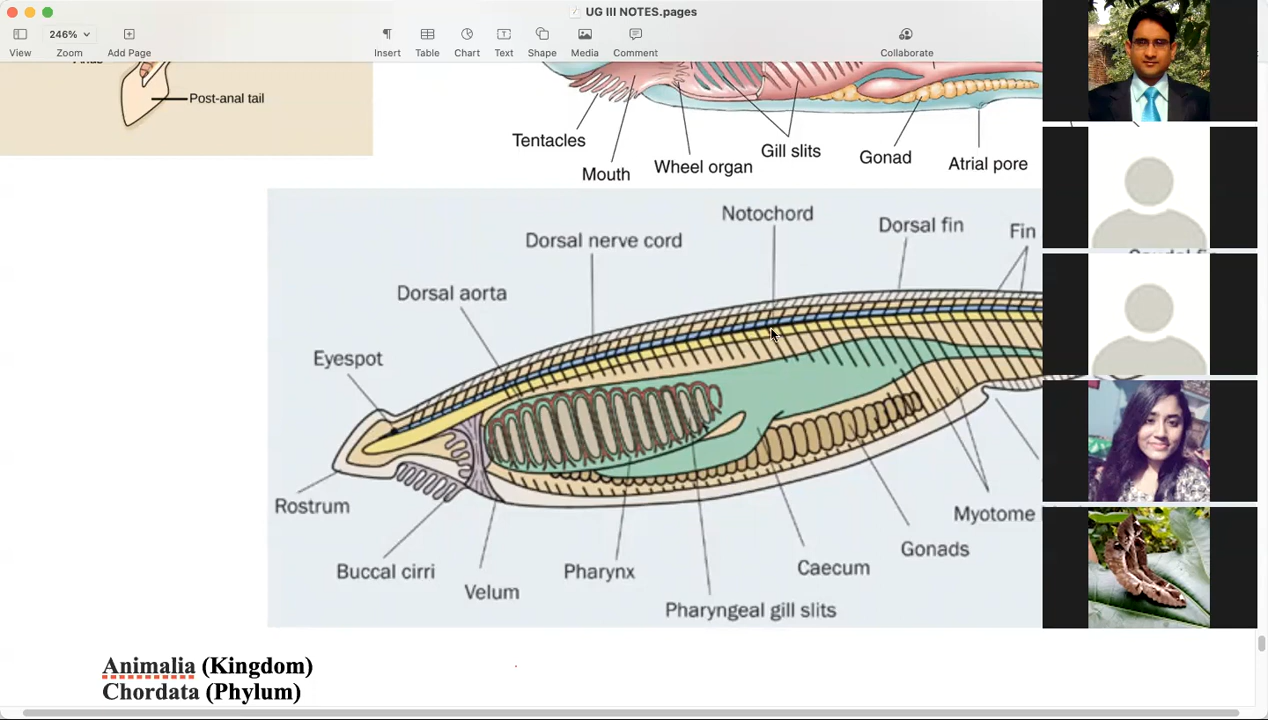 UG III NOTES.pages
246%
View
Zoom
Add Page
Insert
Table
Chart
Text
Shape
Media
Comment
Collaborate
Post-anal tail
Tentacles
Mouth
Wheel organ
Gill slits
Gonad
Atrial pore
Notochord
Dorsal fin
Fin
Dorsal nerve cord
Dorsal aorta
Eyespot
Rostrum
Buccal cirri
Velum
Pharynx
Pharyngeal gill slits
Caecum
Gonads
Myotome
Animalia (Kingdom)
Chordata (Phylum)